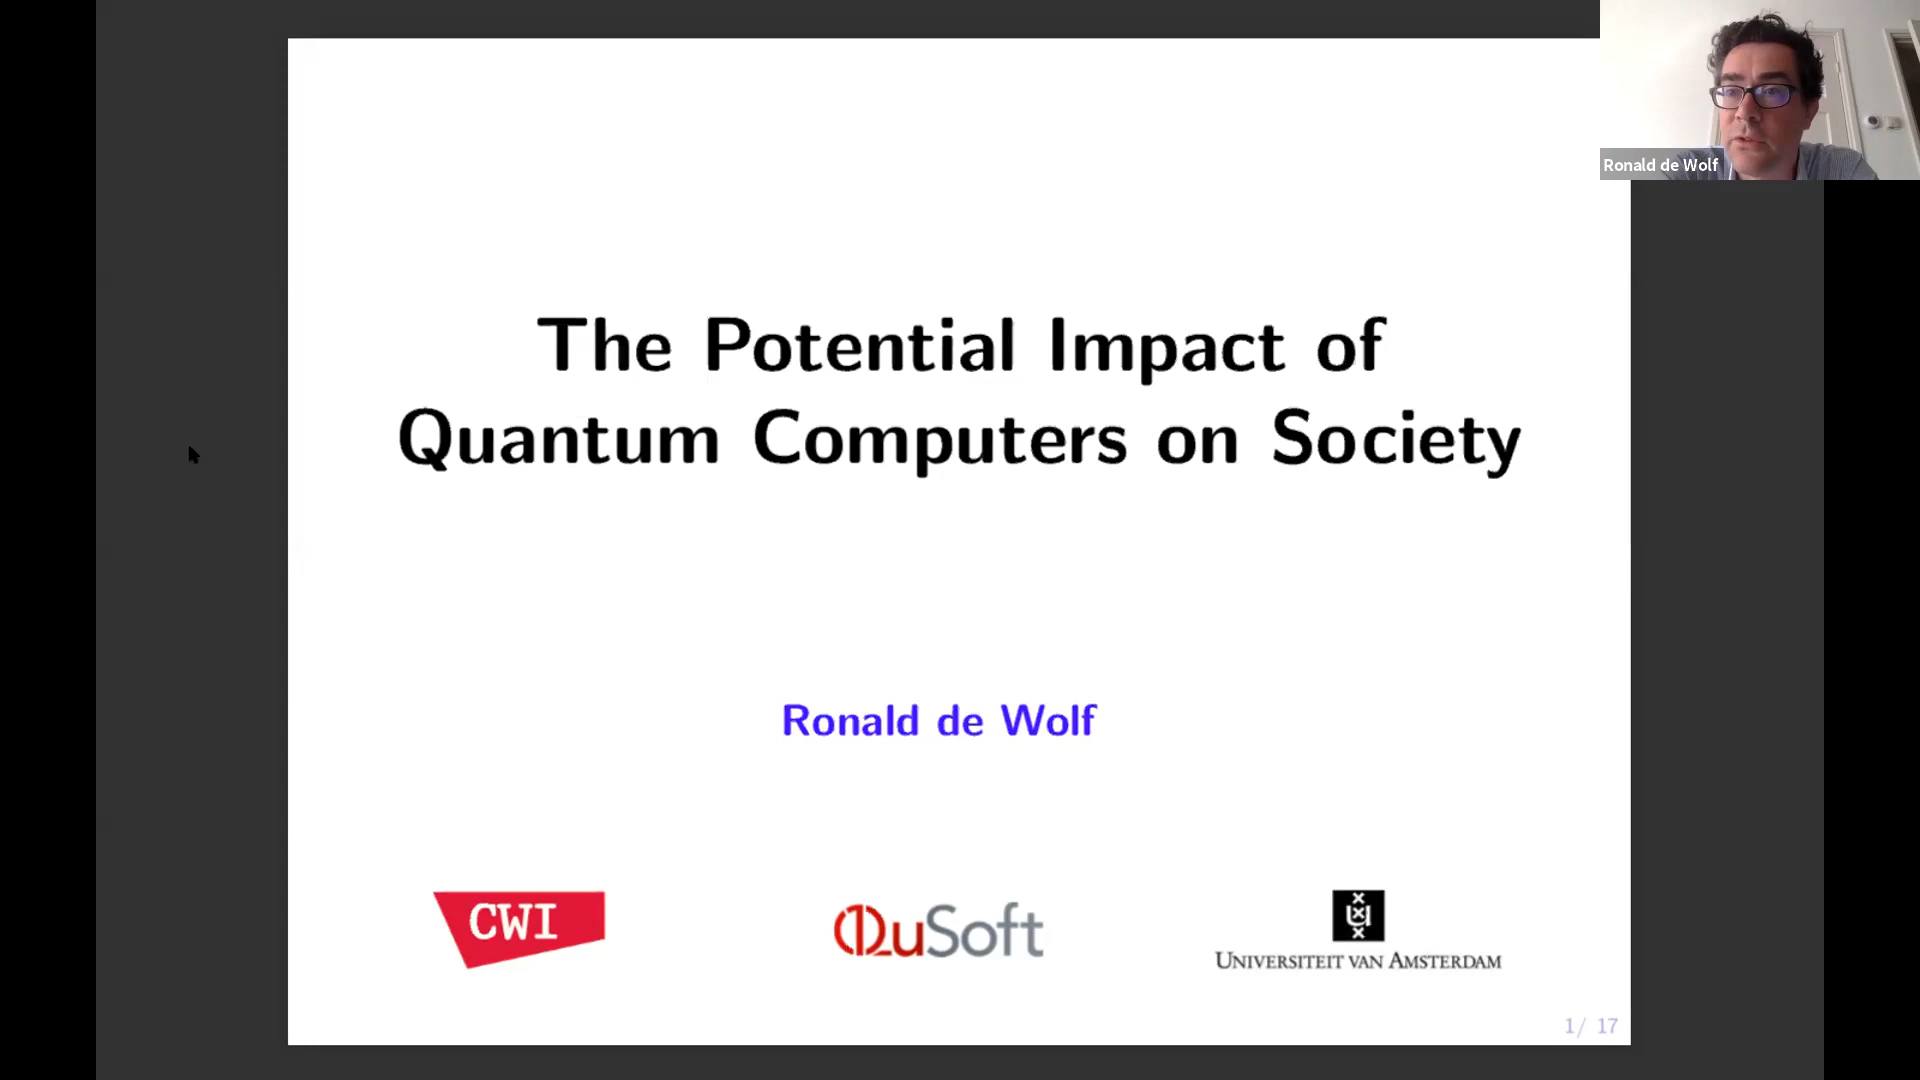 Ronald de Wolf
The Potential Impact of
Quantum Computers on Society
Ronald de Wolf
CWI
QuSoft
UNIVERSITEIT VAN AMSTERDAM
1/ 17